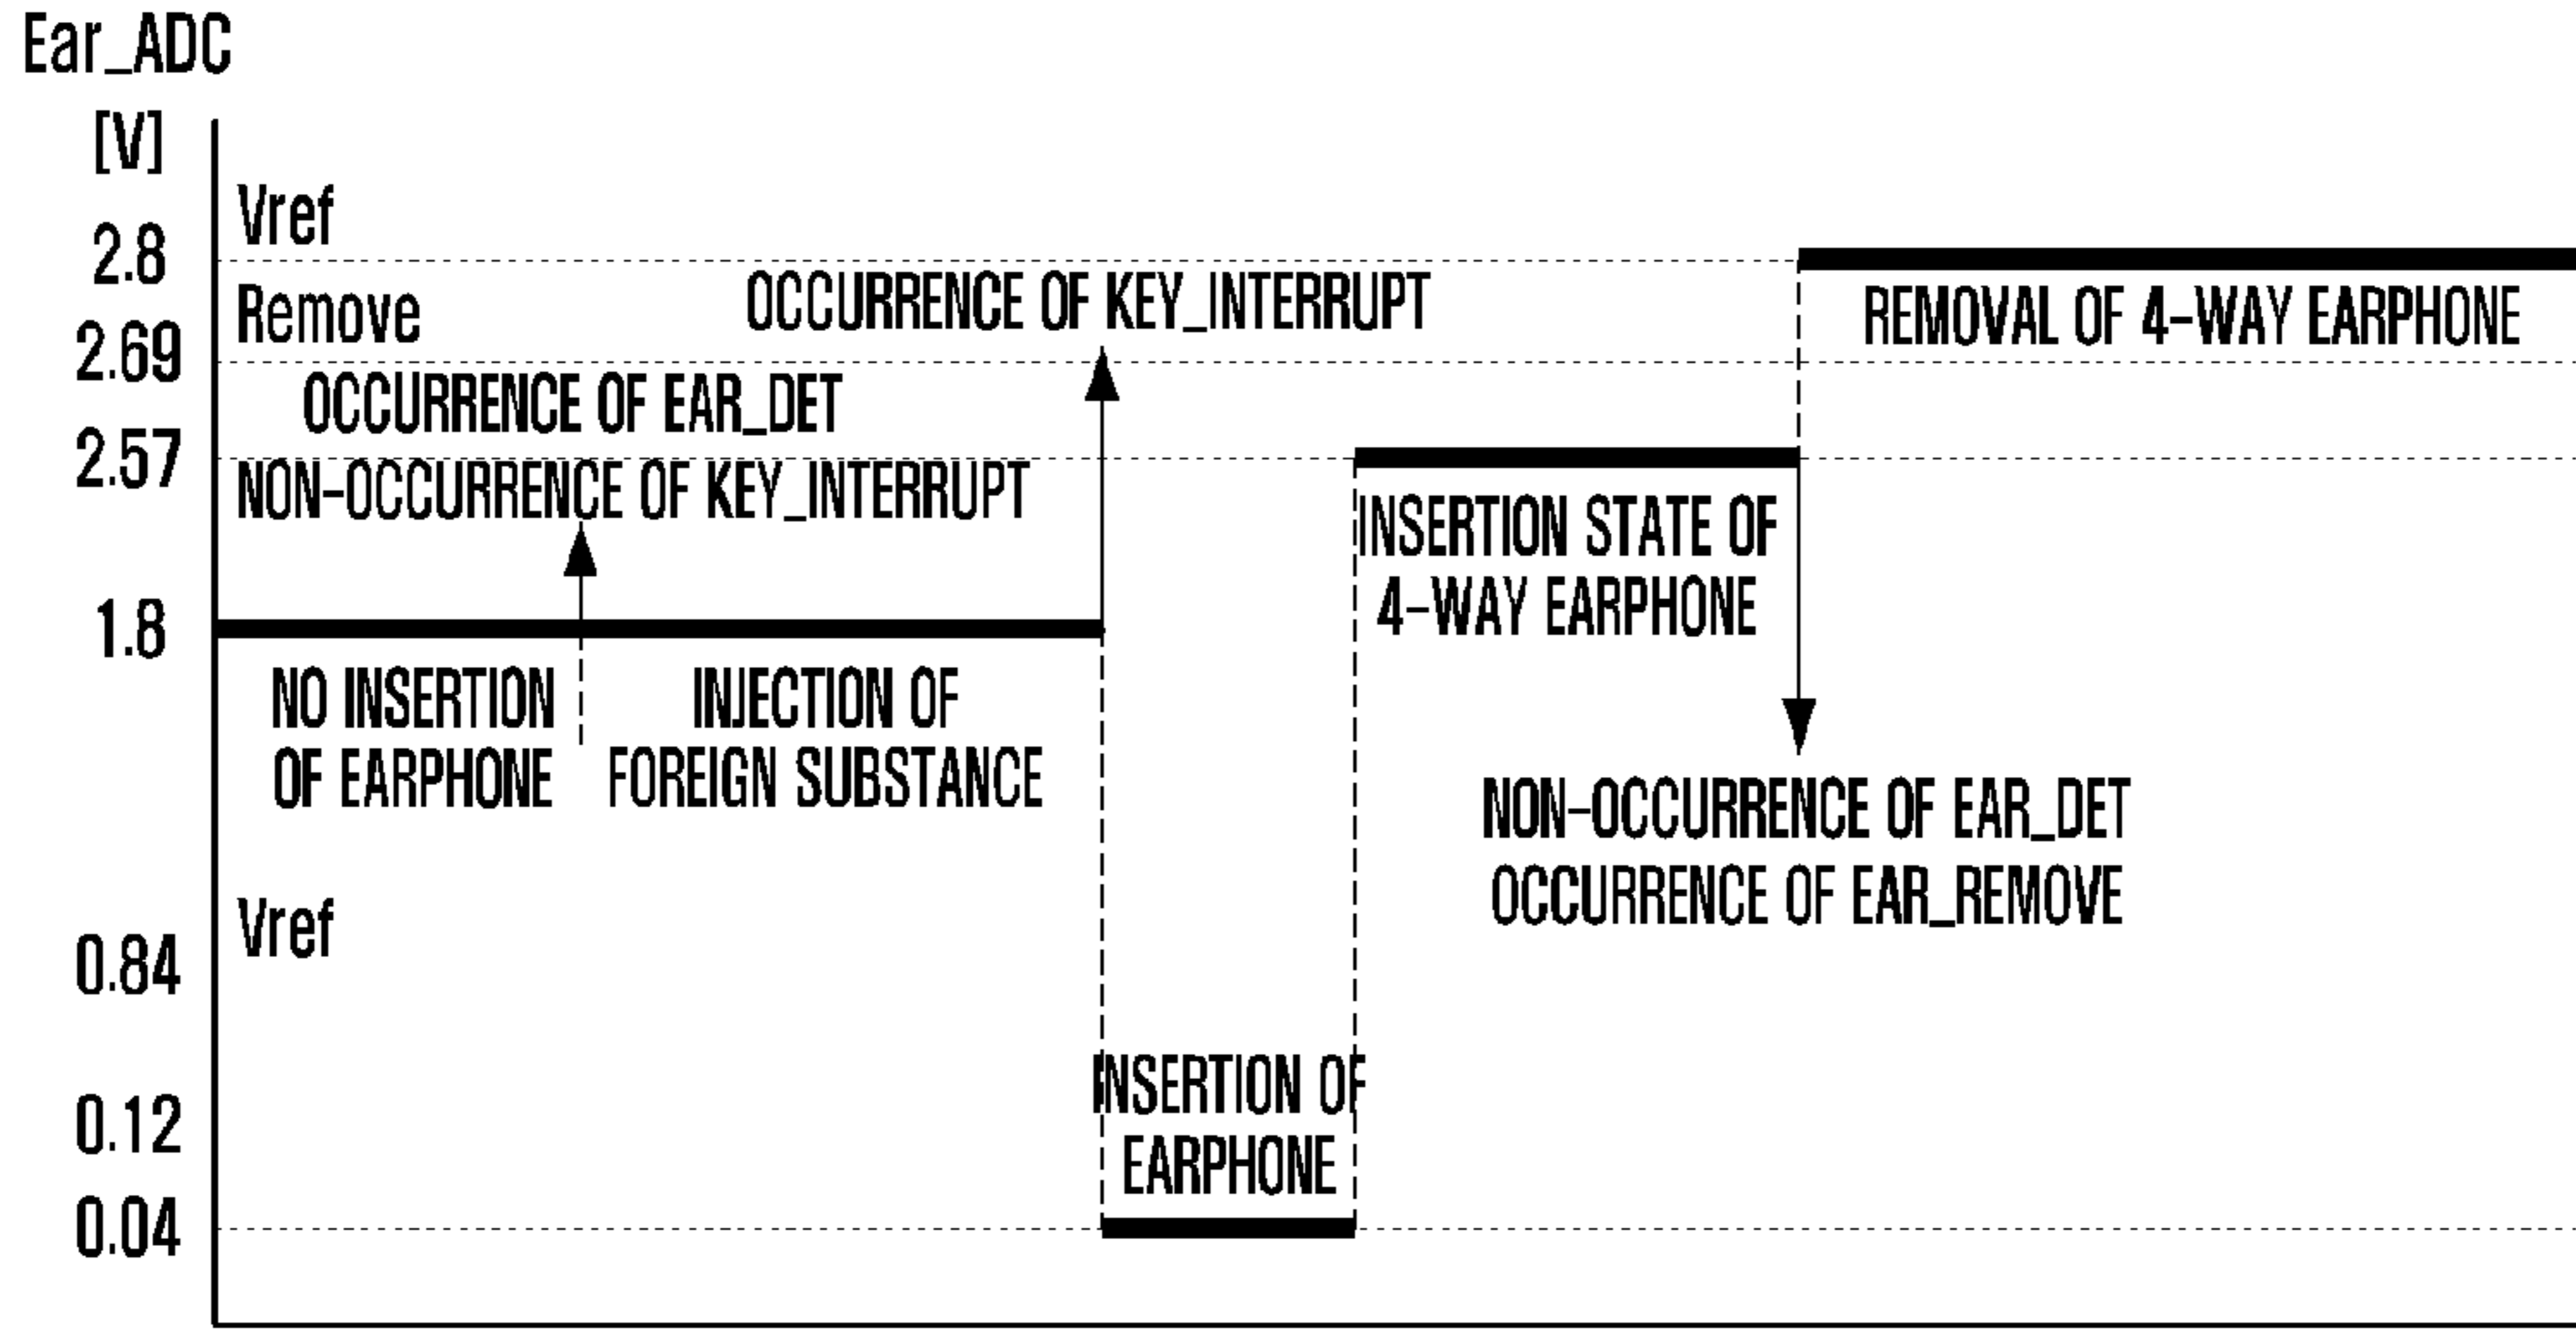 Ear_ADC
[V]
Vref
2.8
Remove
OCCURRENCE OF KEY_INTERRUPT
REMOVAL OF 4-WAY EARPHONE
2.69
OCCURRENCE OF EAR_DET
2.57
NON-OCCURRENCE OF KEY_INTERRUPT
INSERTION STATE OF
4-WAY EARPHONE
1.8
NO INSERTION
OF EARPHONE
INJECTION OF
FOREIGN SUBSTANCE
NON-OCCURRENCE OF EAR_DET
OCCURRENCE OF EAR_REMOVE
Vref
0.84
INSERTION OF
EARPHONE
0.12
0.04